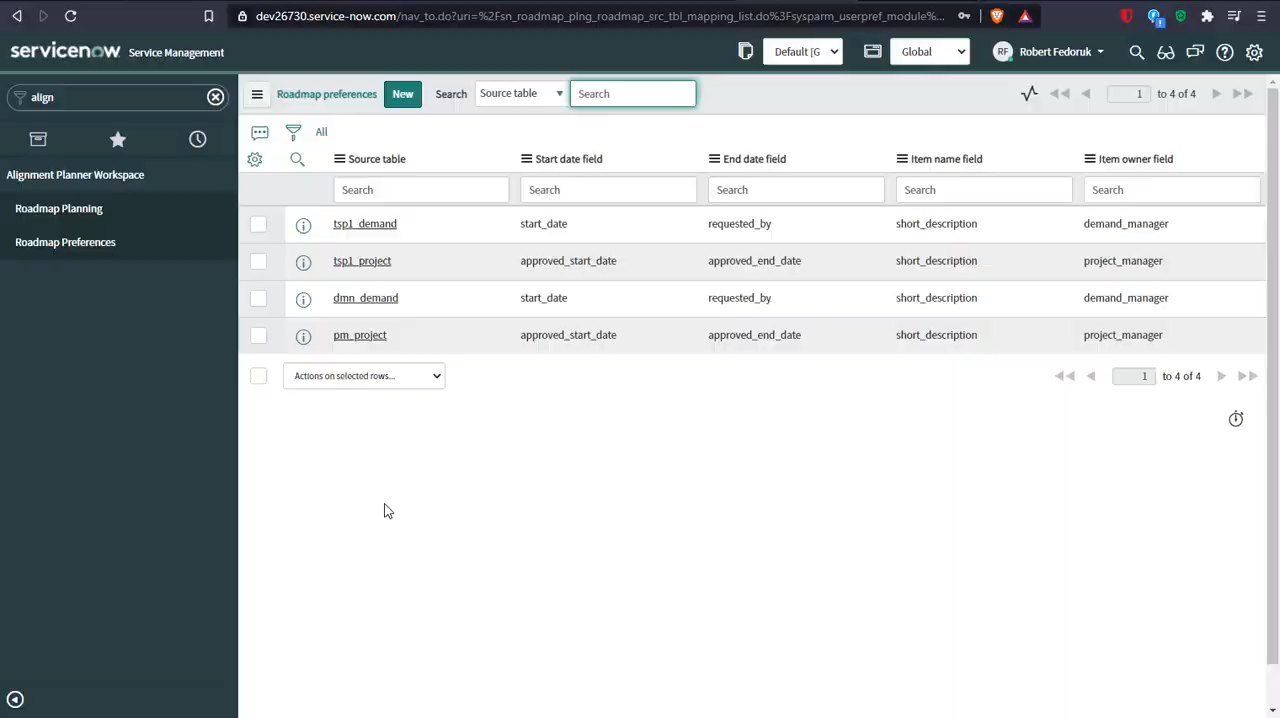 dev26730.service-now.com/nav_to.do?uri=%2Fsn_roadmap_plng_roadmap_src_tbl_mapping_list.do%3Fsysparm_userpref_module%...
servicenow Service Management
Default [G
Global
RF Robert Fedoruk
align
Roadmap preferences New Search Source table Search
1 to 4 of 4
All
Alignment Planner Workspace
Roadmap Planning
Roadmap Preferences
Source table Start date field End date field Item name field Item owner field
Search Search Search Search Search
tsp1_demand start_date requested_by short_description demand_manager
tsp1_project approved_start_date approved_end_date short_description project_manager
dmn_demand start_date requested_by short_description demand_manager
pm_project approved_start_date approved_end_date short_description project_manager
Actions on selected rows... 1 to 4 of 4